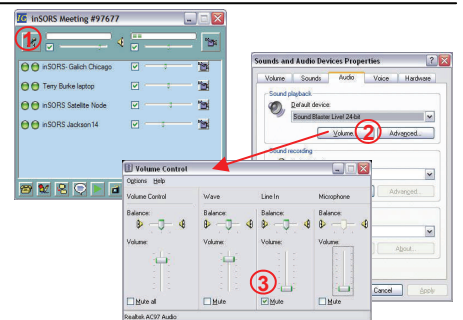 inSORS Meeting #97677
1
inSORS-Galich Chicago
Terry Burke laptop
inSORS Satelite Node
inSORS Jackson14
Sounds and Audio Devices Properties
Volume Sounds Audio Voice Hardware
Sound playback
Default device:
Sound Blaster Live! 24-bit
Volume... 2 Advanced...
Sound recording
Advanced...
About...
Cancel Apply
Volume Control
Options Help
Volume Control Wave Line In Microphone
Balance: Balance: Balance: Balance:
Volume: Volume: Volume: Volume:
3
Mute all Mute Mute Mute
Realtek AC97 Audio